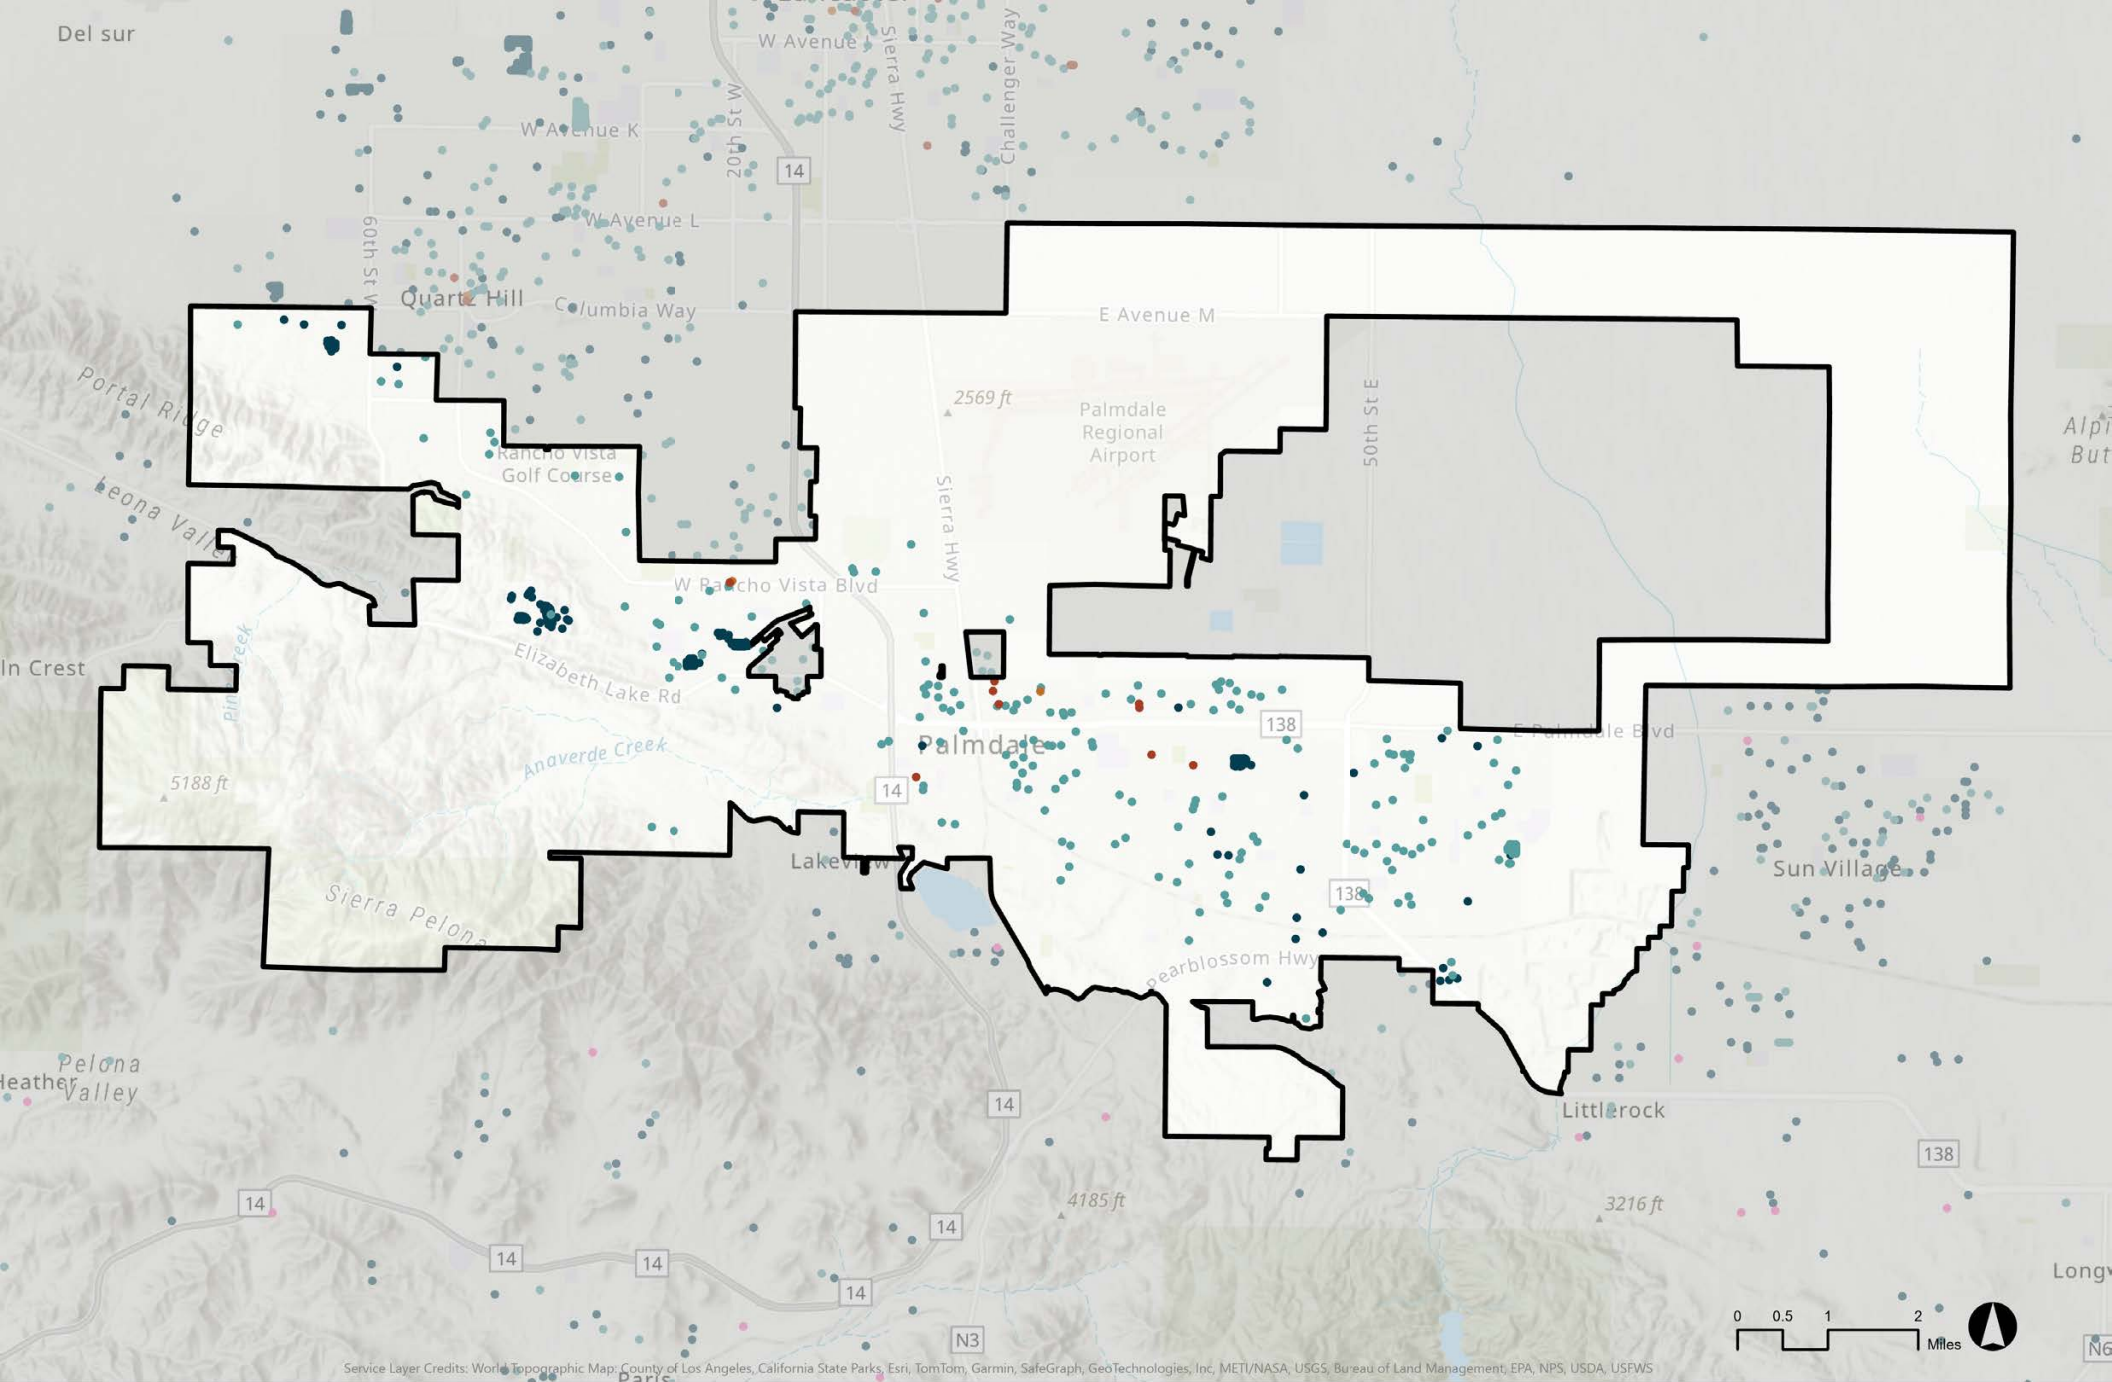 Del sur
W Avenue J
Sierra Hwy
Challenger Way
W Avenue K
20th St W
14
W Avenue L
60th St W
Quartz Hill
Columbia Way
E Avenue M
Portal Ridge
2569 ft
Palmdale
Regional
Airport
50th St E
Rancho Vista
Golf Course
Leona Valley
Sierra Hwy
W Rancho Vista Blvd
Elizabeth Lake Rd
ln Crest
138
E Palmdale Blvd
Palmdale
Anaverde Creek
5188 ft
14
Lakeview
Sun Village
138
Sierra Pelona
Pearblossom Hwy
Pelona
Valley
Heather
14
Littlerock
138
14
4185 ft
3216 ft
14
14
14
14
N3
0 0.5 1 2
Miles
Service Layer Credits: World Topographic Map: County of Los Angeles, California State Parks, Esri, TomTom, Garmin, SafeGraph, GeoTechnologies, Inc, METI/NASA, USGS, Bureau of Land Management, EPA, NPS, USDA, USFWS